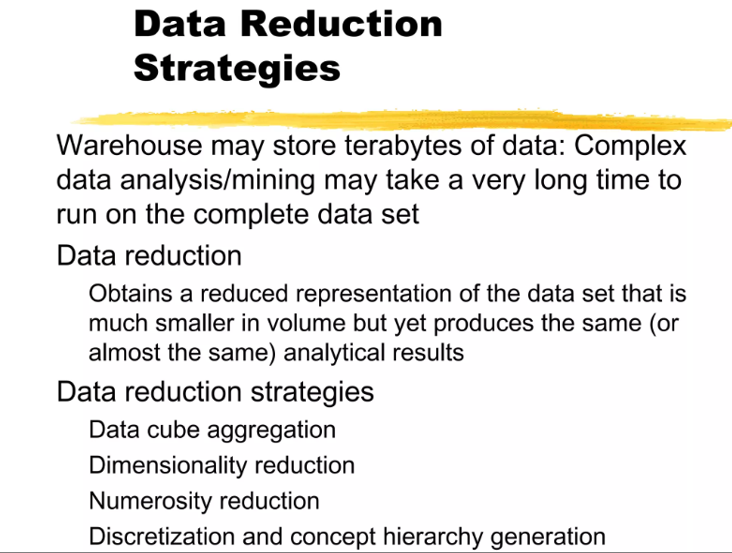 Data Reduction
Strategies
Warehouse may store terabytes of data: Complex
data analysis/mining may take a very long time to
run on the complete data set
Data reduction
Obtains a reduced representation of the data set that is
much smaller in volume but yet produces the same (or
almost the same) analytical results
Data reduction strategies
Data cube aggregation
Dimensionality reduction
Numerosity reduction
Discretization and concept hierarchy generation